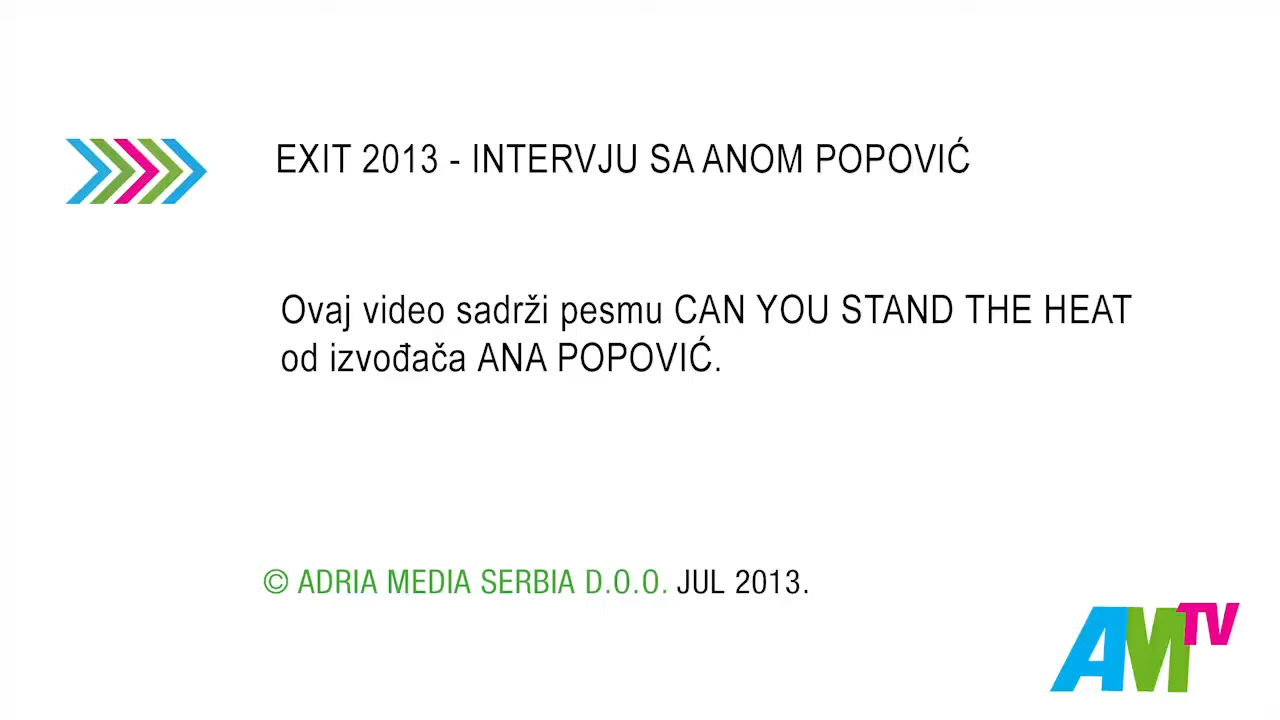 EXIT 2013 - INTERVJU SA ANOM POPOVIĆ
Ovaj video sadrži pesmu CAN YOU STAND THE HEAT
od izvođača ANA POPOVIĆ.
© ADRIA MEDIA SERBIA D.O.O. JUL 2013.
AMTV